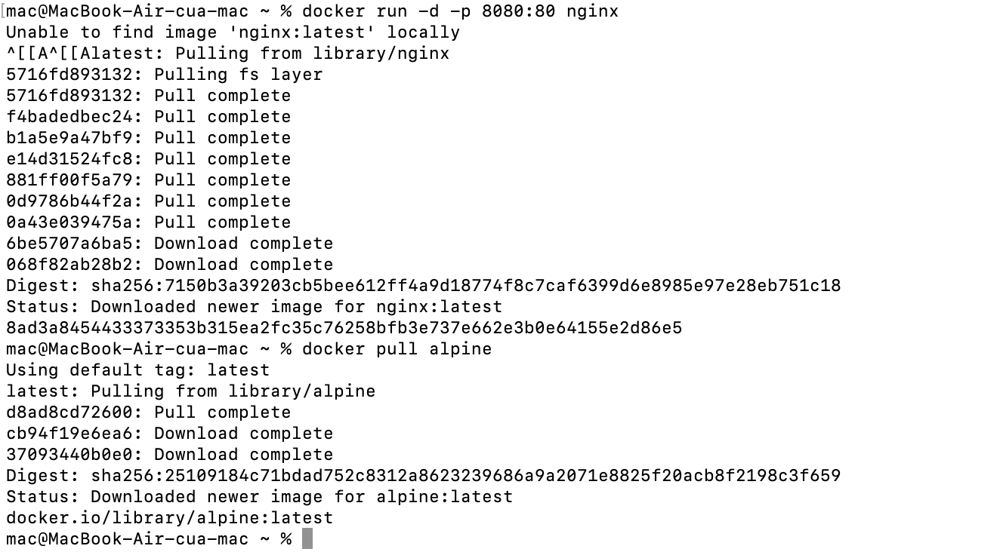 [mac@MacBook-Air-cua-mac ~ % docker run -d -p 8080:80 nginx
Unable to find image 'nginx:latest' locally
^[[A^[[Alatest: Pulling from library/nginx
5716fd893132: Pulling fs layer
5716fd893132: Pull complete
f4badedbec24: Pull complete
b1a5e9a47bf9: Pull complete
e14d31524fc8: Pull complete
881ff00f5a79: Pull complete
0d9786b44f2a: Pull complete
0a43e039475a: Pull complete
6be5707a6ba5: Download complete
068f82ab28b2: Download complete
Digest: sha256:7150b3a39203cb5bee612ff4a9d18774f8c7caf6399d6e8985e97e28eb751c18
Status: Downloaded newer image for nginx:latest
8ad3a8454433373353b315ea2fc35c76258bfb3e737e662e3b0e64155e2d86e5
mac@MacBook-Air-cua-mac ~ % docker pull alpine
Using default tag: latest
latest: Pulling from library/alpine
d8ad8cd72600: Pull complete
cb94f19e6ea6: Download complete
37093440b0e0: Download complete
Digest: sha256:25109184c71bdad752c8312a8623239686a9a2071e8825f20acb8f2198c3f659
Status: Downloaded newer image for alpine:latest
docker.io/library/alpine:latest
mac@MacBook-Air-cua-mac ~ %